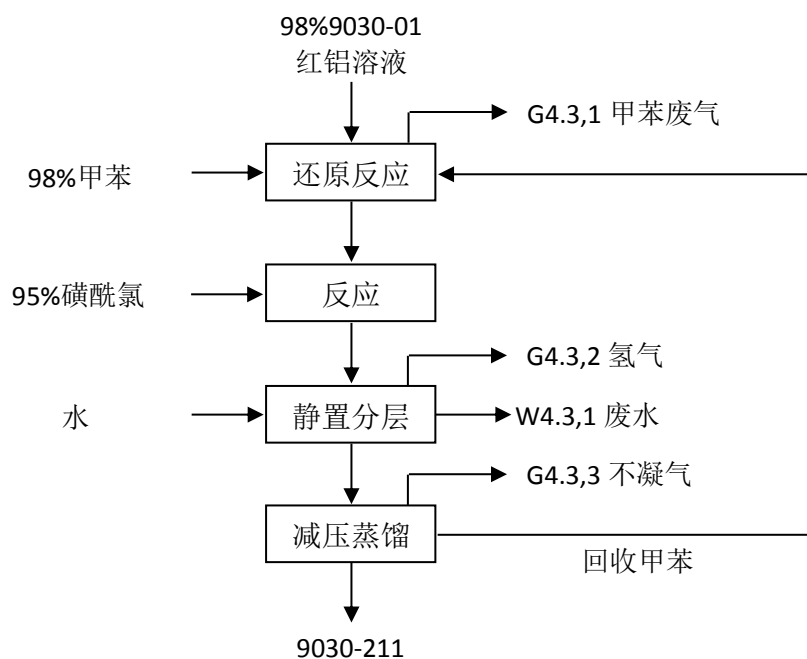 98%9030-01
红铝溶液
G4.3,1 甲苯废气
98%甲苯
还原反应
95%磺酰氯
反应
G4.3,2 氢气
水
静置分层
W4.3,1 废水
G4.3,3 不凝气
减压蒸馏
回收甲苯
9030-211